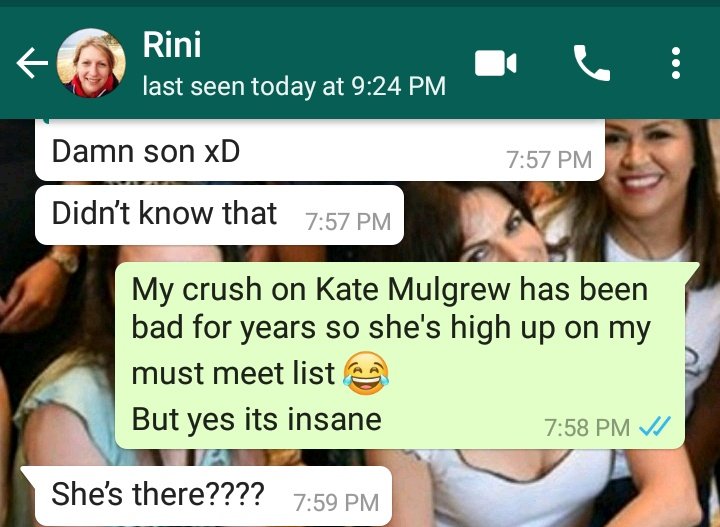 Rini
last seen today at 9:24 PM
Damn son xD
7:57 PM
Didn’t know that 7:57 PM
My crush on Kate Mulgrew has been
bad for years so she's high up on my
must meet list 😂
But yes its insane
7:58 PM
She’s there???? 7:59 PM